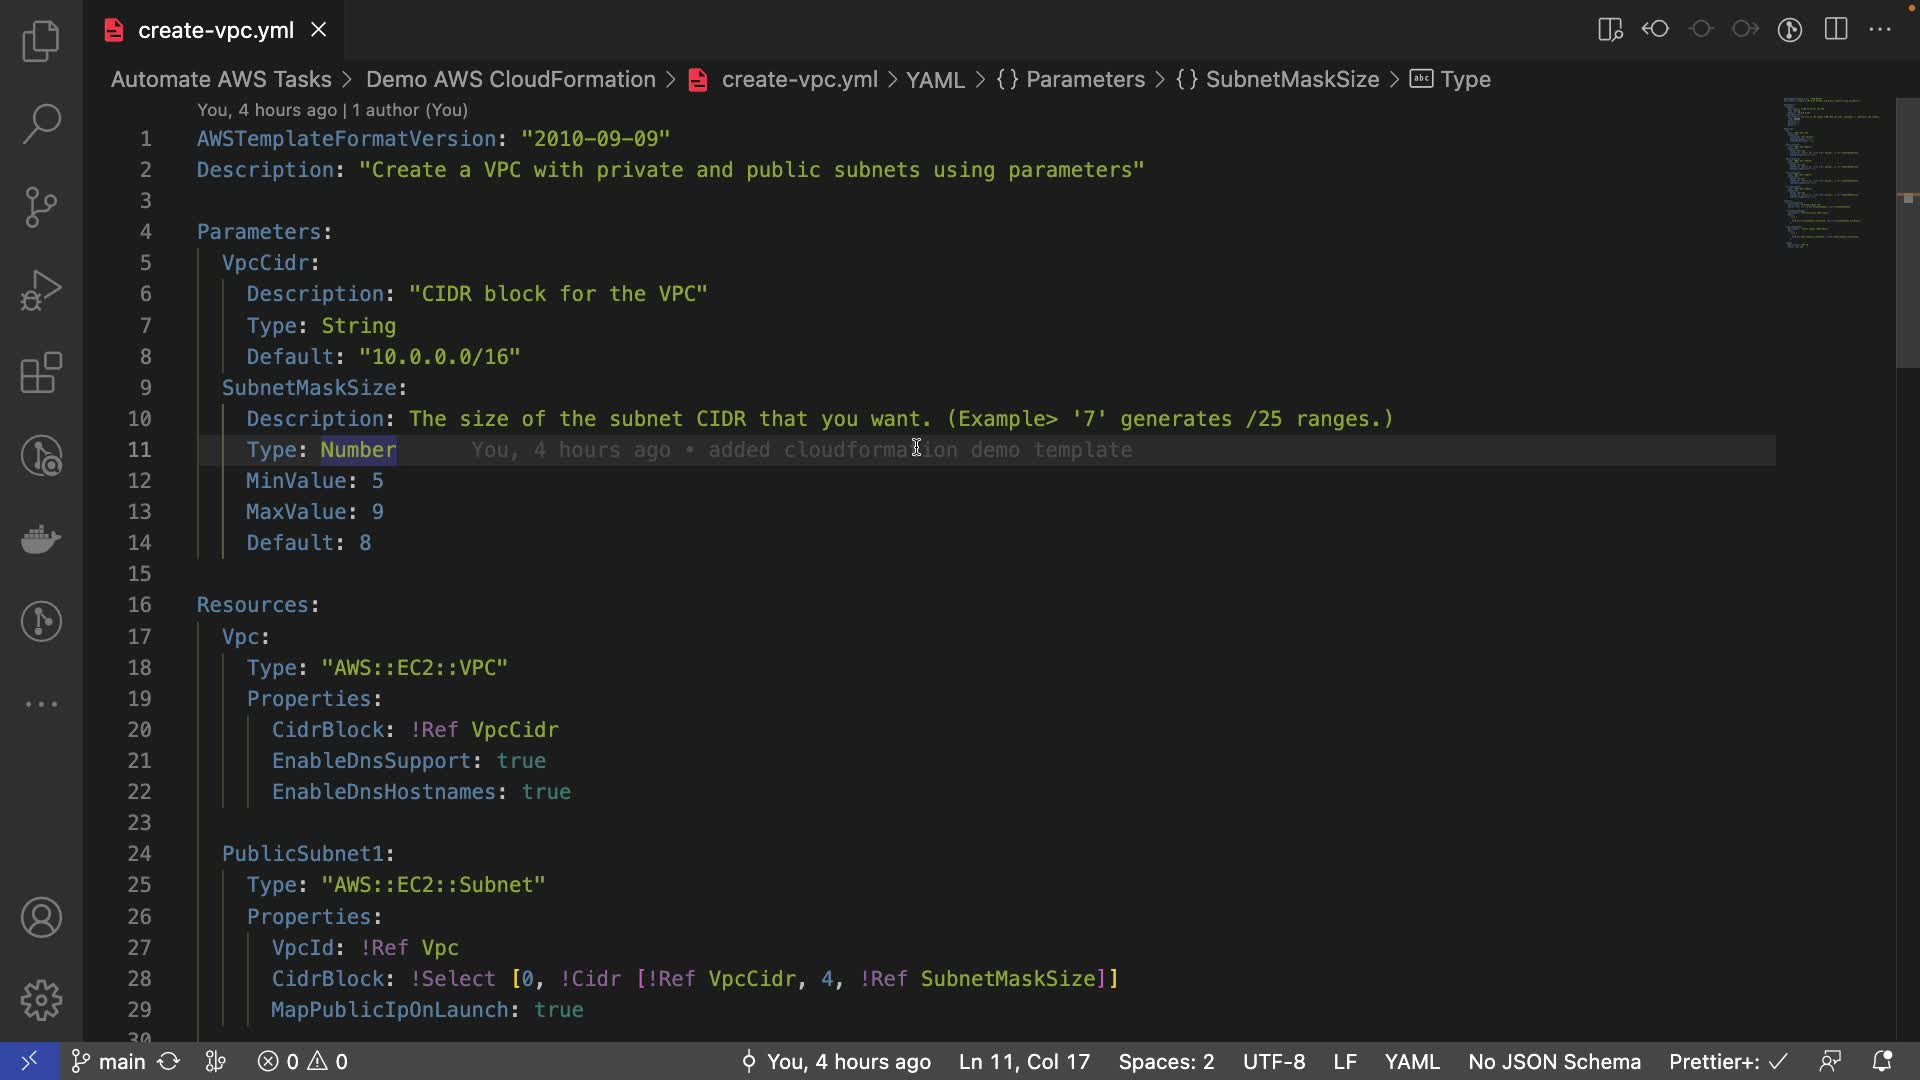 create-vpc.yml
Automate AWS Tasks > Demo AWS CloudFormation > create-vpc.yml > YAML > {} Parameters > {} SubnetMaskSize > abc Type
You, 4 hours ago | 1 author (You)
1 AWSTemplateFormatVersion: "2010-09-09"
2 Description: "Create a VPC with private and public subnets using parameters"
3
4 Parameters:
5 VpcCidr:
6 Description: "CIDR block for the VPC"
7 Type: String
8 Default: "10.0.0.0/16"
9 SubnetMaskSize:
10 Description: The size of the subnet CIDR that you want. (Example> '7' generates /25 ranges.)
11 Type: Number You, 4 hours ago • added cloudformation demo template
12 MinValue: 5
13 MaxValue: 9
14 Default: 8
15
16 Resources:
17 Vpc:
18 Type: "AWS::EC2::VPC"
19 Properties:
20 CidrBlock: !Ref VpcCidr
21 EnableDnsSupport: true
22 EnableDnsHostnames: true
23
24 PublicSubnet1:
25 Type: "AWS::EC2::Subnet"
26 Properties:
27 VpcId: !Ref Vpc
28 CidrBlock: !Select [0, !Cidr [!Ref VpcCidr, 4, !Ref SubnetMaskSize]]
29 MapPublicIpOnLaunch: true
30
main 0 0 You, 4 hours ago Ln 11, Col 17 Spaces: 2 UTF-8 LF YAML No JSON Schema Prettier+: ✓